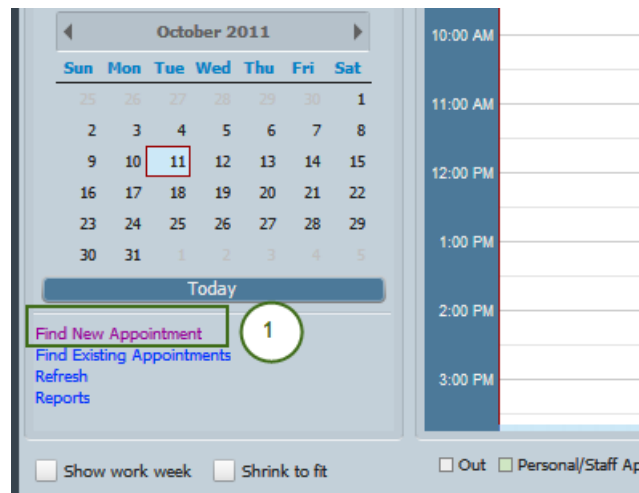 October 2011
Sun Mon Tue Wed Thu Fri Sat
25 26 27 28 29 30 1
2 3 4 5 6 7 8
9 10 11 12 13 14 15
16 17 18 19 20 21 22
23 24 25 26 27 28 29
30 31 1 2 3 4 5
Today
Find New Appointment
1
Find Existing Appointments
Refresh
Reports
Show work week
Shrink to fit
10:00 AM
11:00 AM
12:00 PM
1:00 PM
2:00 PM
3:00 PM
Out
Personal/Staff Ap